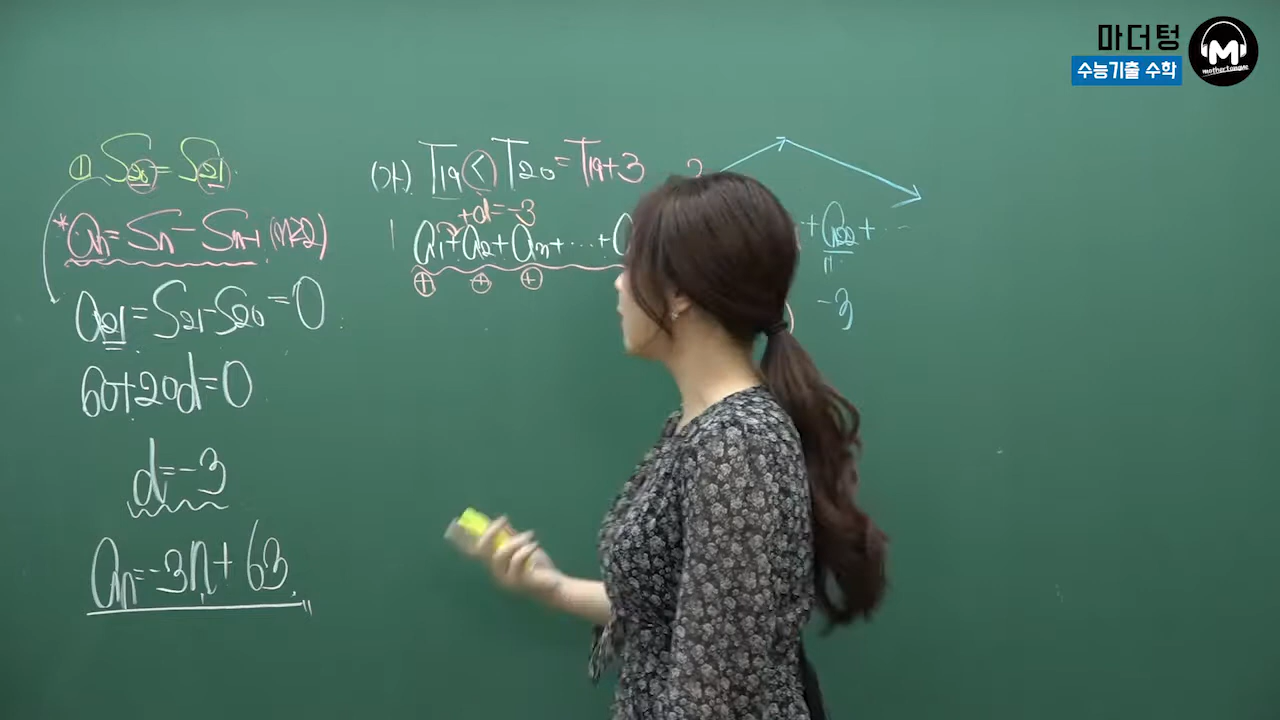 마더텅
수능기출 수학
M
mothertongue
① S20 = S21.
* an = Sn - Sn-1 (n≥2)
a21 = S21 - S20 = 0
60+20d=0
d=-3
an=-3n+63
(가) T19 < T20 = T19+3
+d=-3
a1+a2+an+...+a
⊕ ⊕ ⊕
+a22+...
=
-3